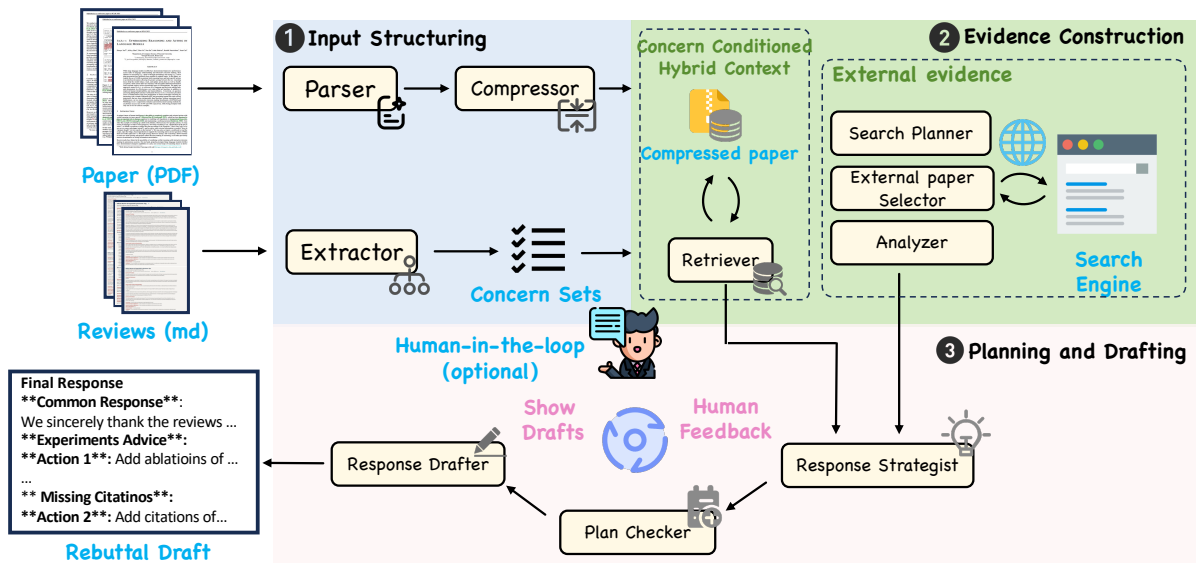 Paper (PDF)
Reviews (md)
1 Input Structuring
Parser
Compressor
Extractor
Concern Sets
2 Evidence Construction
Concern Conditioned
Hybrid Context
Compressed paper
Retriever
External evidence
Search Planner
External paper
Selector
Analyzer
Search
Engine
3 Planning and Drafting
Human-in-the-loop
(optional)
Show
Drafts
Human
Feedback
Response Strategist
Plan Checker
Response Drafter
Final Response
**Common Response**:
We sincerely thank the reviews ...
**Experiments Advice**:
**Action 1**: Add ablatioins of ...
...
** Missing Citatinos**:
**Action 2**: Add citations of...
Rebuttal Draft